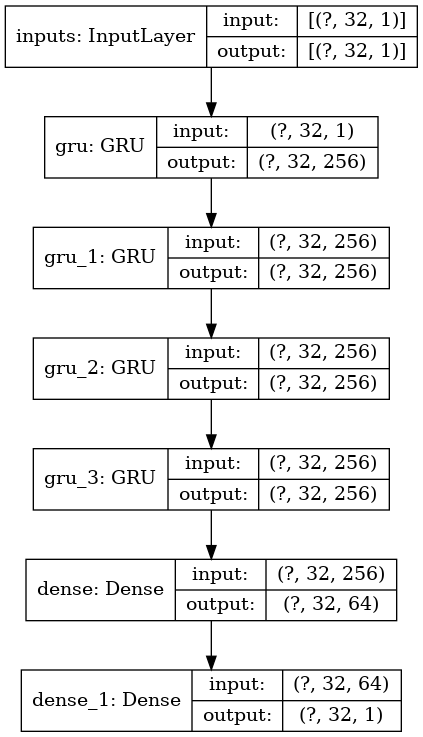 inputs: InputLayer
input: [(?, 32, 1)]
output: [(?, 32, 1)]
gru: GRU
input: (?, 32, 1)
output: (?, 32, 256)
gru_1: GRU
input: (?, 32, 256)
output: (?, 32, 256)
gru_2: GRU
input: (?, 32, 256)
output: (?, 32, 256)
gru_3: GRU
input: (?, 32, 256)
output: (?, 32, 256)
dense: Dense
input: (?, 32, 256)
output: (?, 32, 64)
dense_1: Dense
input: (?, 32, 64)
output: (?, 32, 1)